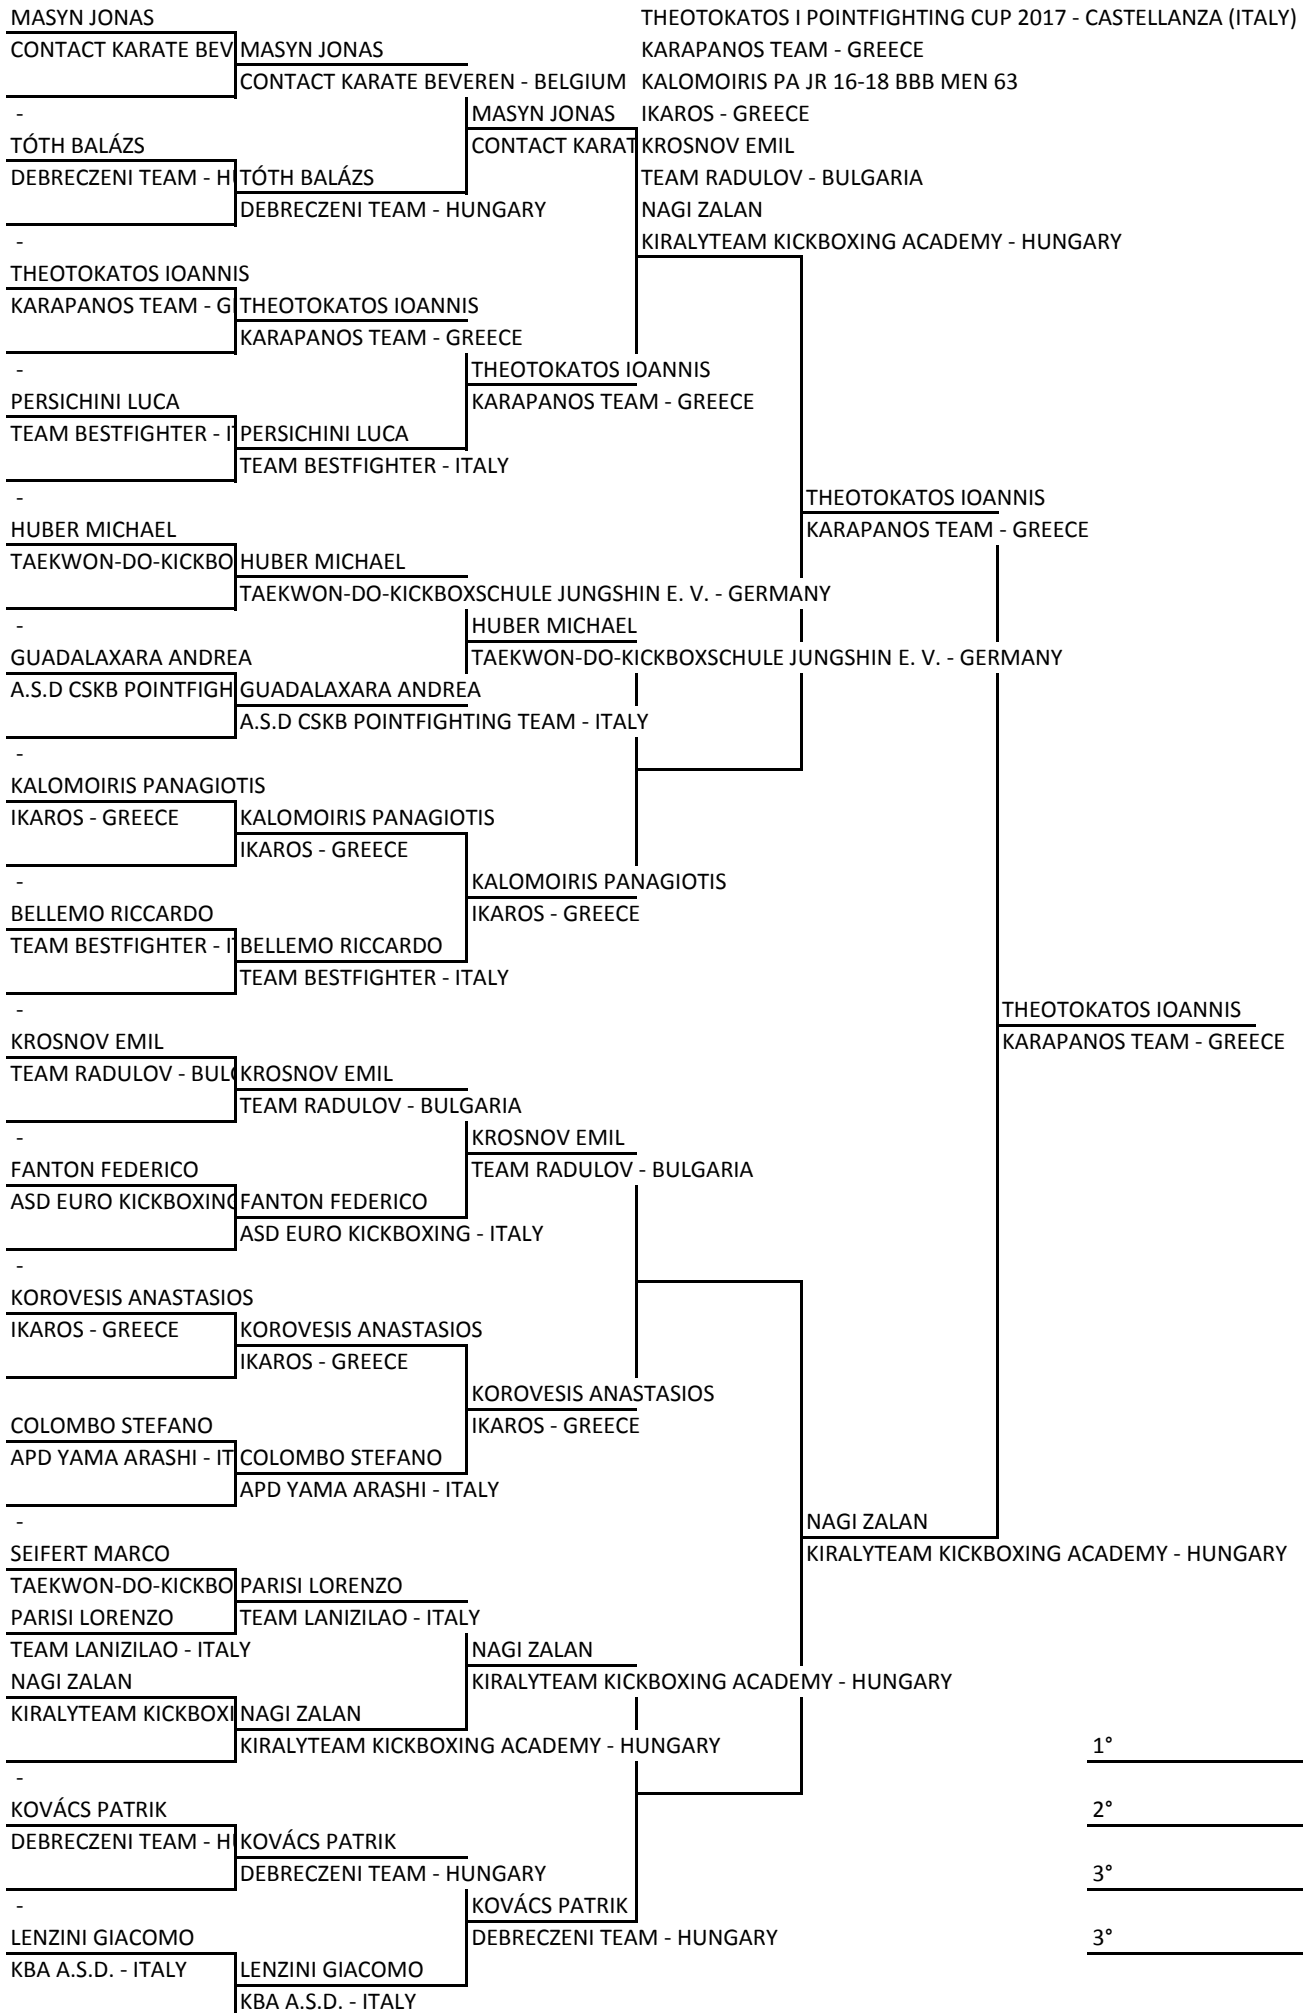 MASYN JONAS
THEOTOKATOS I POINTFIGHTING CUP 2017 - CASTELLANZA (ITALY)
CONTACT KARATE BEV
MASYN JONAS
KARAPANOS TEAM - GREECE
CONTACT KARATE BEVEREN - BELGIUM
KALOMOIRIS PA JR 16-18 BBB MEN 63
-
MASYN JONAS
IKAROS - GREECE
TÓTH BALÁZS
CONTACT KARAT
KROSNOV EMIL
DEBRECZENI TEAM - H
TÓTH BALÁZS
TEAM RADULOV - BULGARIA
DEBRECZENI TEAM - HUNGARY
NAGI ZALAN
-
KIRALYTEAM KICKBOXING ACADEMY - HUNGARY
THEOTOKATOS IOANNIS
KARAPANOS TEAM - G
THEOTOKATOS IOANNIS
KARAPANOS TEAM - GREECE
-
THEOTOKATOS IOANNIS
PERSICHINI LUCA
KARAPANOS TEAM - GREECE
TEAM BESTFIGHTER - I
PERSICHINI LUCA
TEAM BESTFIGHTER - ITALY
-
THEOTOKATOS IOANNIS
HUBER MICHAEL
KARAPANOS TEAM - GREECE
TAEKWON-DO-KICKBO
HUBER MICHAEL
TAEKWON-DO-KICKBOXSCHULE JUNGSHIN E. V. - GERMANY
-
HUBER MICHAEL
GUADALAXARA ANDREA
TAEKWON-DO-KICKBOXSCHULE JUNGSHIN E. V. - GERMANY
A.S.D CSKB POINTFIGH
GUADALAXARA ANDREA
A.S.D CSKB POINTFIGHTING TEAM - ITALY
-
KALOMOIRIS PANAGIOTIS
IKAROS - GREECE
KALOMOIRIS PANAGIOTIS
IKAROS - GREECE
-
KALOMOIRIS PANAGIOTIS
BELLEMO RICCARDO
IKAROS - GREECE
TEAM BESTFIGHTER - I
BELLEMO RICCARDO
TEAM BESTFIGHTER - ITALY
-
THEOTOKATOS IOANNIS
KROSNOV EMIL
KARAPANOS TEAM - GREECE
TEAM RADULOV - BUL
KROSNOV EMIL
TEAM RADULOV - BULGARIA
-
KROSNOV EMIL
FANTON FEDERICO
TEAM RADULOV - BULGARIA
ASD EURO KICKBOXING
FANTON FEDERICO
ASD EURO KICKBOXING - ITALY
-
KOROVESIS ANASTASIOS
IKAROS - GREECE
KOROVESIS ANASTASIOS
IKAROS - GREECE
KOROVESIS ANASTASIOS
COLOMBO STEFANO
IKAROS - GREECE
APD YAMA ARASHI - IT
COLOMBO STEFANO
APD YAMA ARASHI - ITALY
-
NAGI ZALAN
SEIFERT MARCO
KIRALYTEAM KICKBOXING ACADEMY - HUNGARY
TAEKWON-DO-KICKBO
PARISI LORENZO
PARISI LORENZO
TEAM LANIZILAO - ITALY
TEAM LANIZILAO - ITALY
NAGI ZALAN
NAGI ZALAN
KIRALYTEAM KICKBOXING ACADEMY - HUNGARY
KIRALYTEAM KICKBOXI
NAGI ZALAN
KIRALYTEAM KICKBOXING ACADEMY - HUNGARY
1°
-
KOVÁCS PATRIK
2°
DEBRECZENI TEAM - H
KOVÁCS PATRIK
DEBRECZENI TEAM - HUNGARY
3°
-
KOVÁCS PATRIK
LENZINI GIACOMO
DEBRECZENI TEAM - HUNGARY
3°
KBA A.S.D. - ITALY
LENZINI GIACOMO
KBA A.S.D. - ITALY